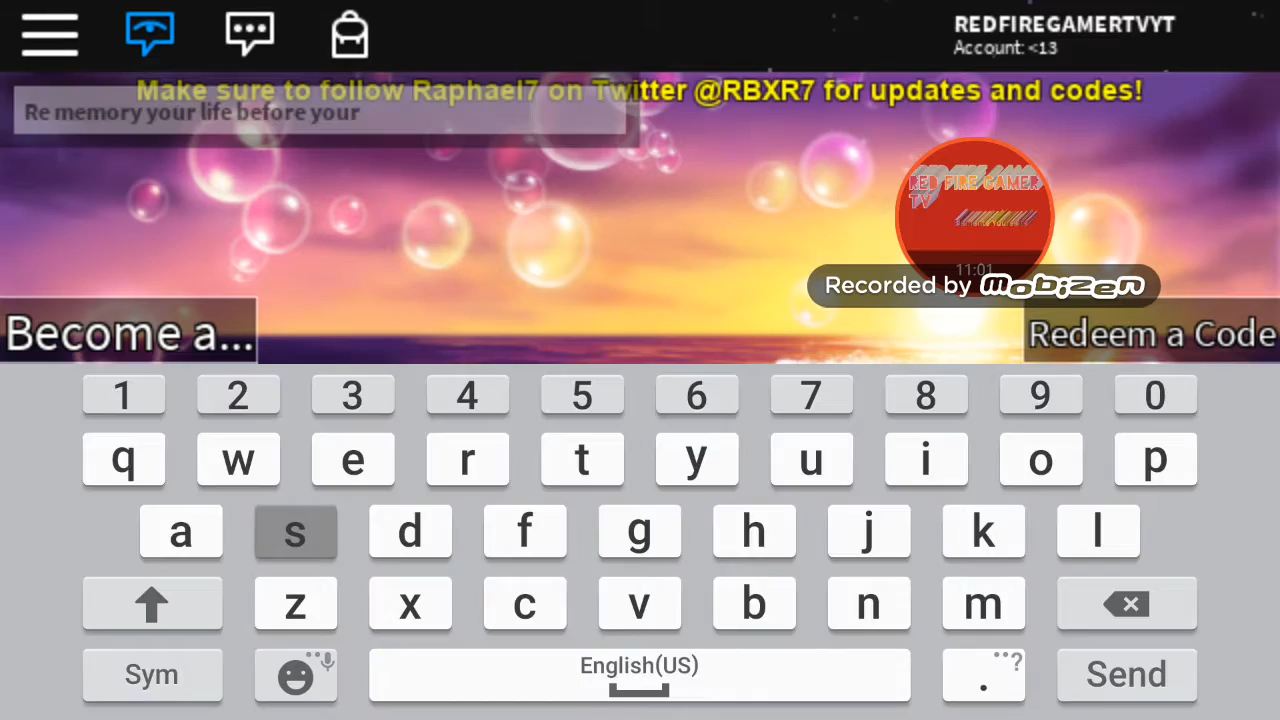 REDFIREGAMERTVYT
Account: <13
Make sure to follow Raphael7 on Twitter @RBXR7 for updates and codes!
Re memory your life before your
RED FIRE GAMER
TV
11:01
Recorded by mobizen
Become a...
Redeem a Code
1 2 3 4 5 6 7 8 9 0
q w e r t y u i o p
a s d f g h j k l
z x c v b n m
Sym English(US) . ? Send